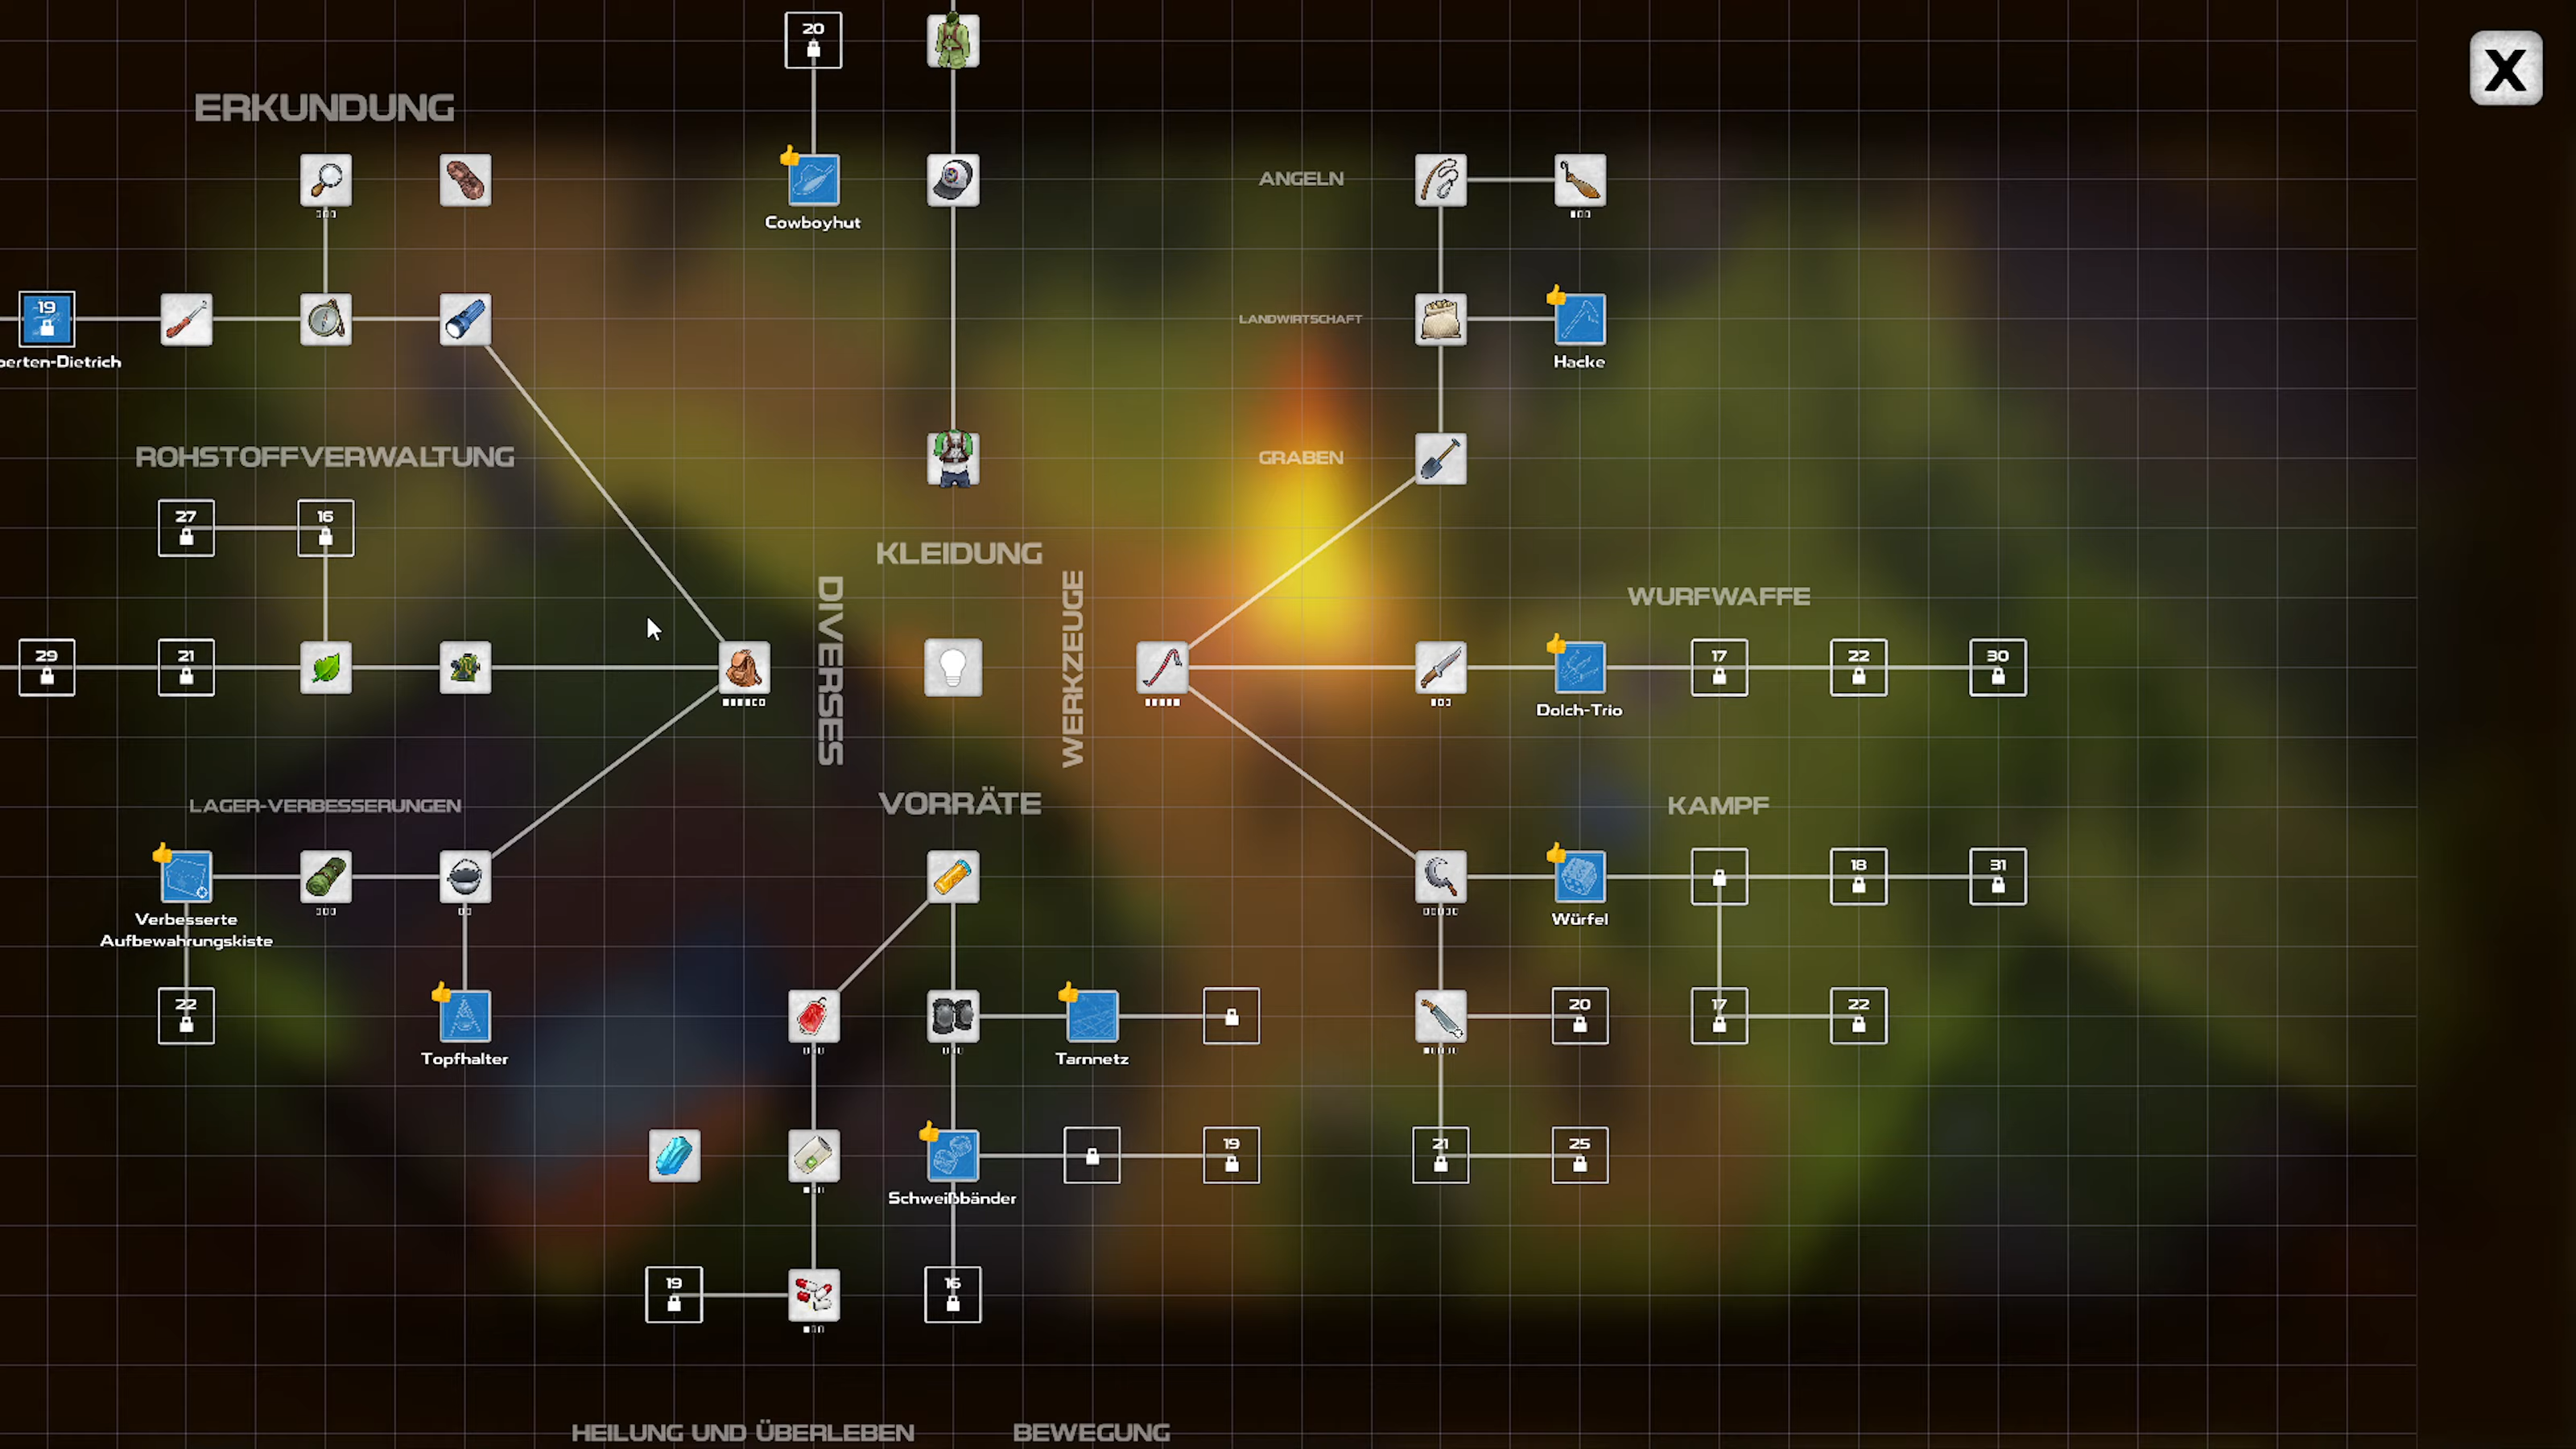 20
X
ERKUNDUNG
ANGELN
Cowboyhut
19
LANDWIRTSCHAFT
perten-Dietrich
Hacke
ROHSTOFFVERWALTUNG
GRABEN
27
16
KLEIDUNG
DIVERSES
WERKZEUGE
WURFWAFFE
29
21
17
22
30
Dolch-Trio
LAGER-VERBESSERUNGEN
VORRÄTE
KAMPF
18
31
Verbesserte
Aufbewahrungskiste
Würfel
22
20
17
22
Topfhalter
Tarnnetz
19
21
25
Schweißbänder
19
16
HEILUNG UND ÜBERLEBEN
BEWEGUNG